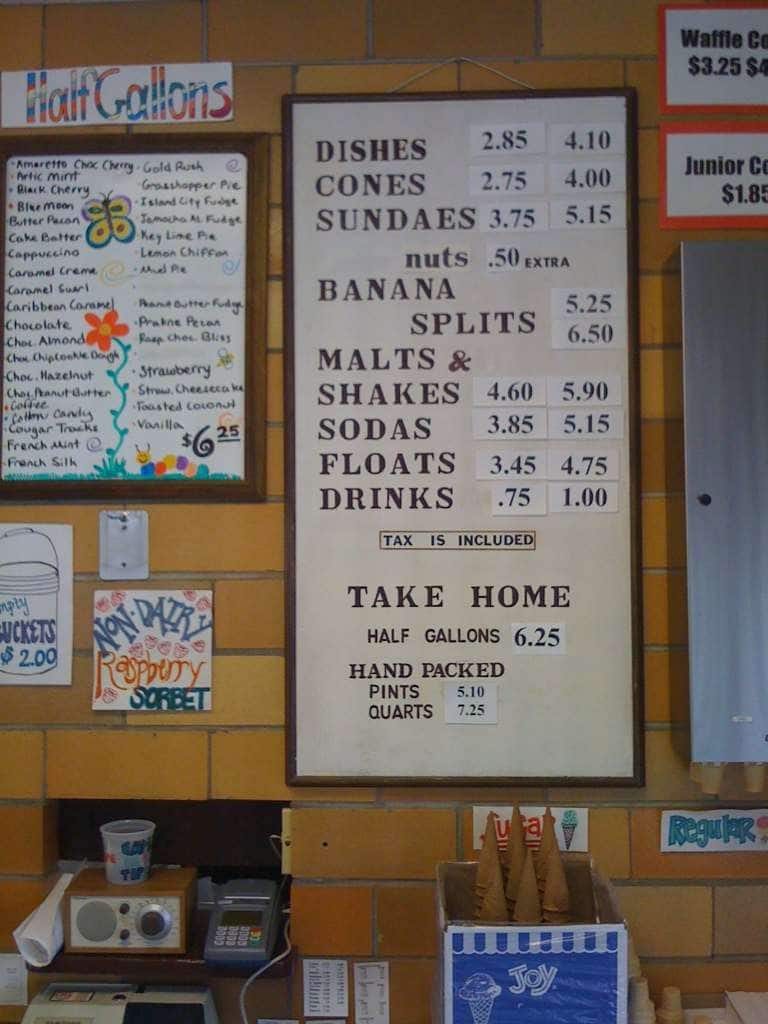 Half Gallons
Amaretto Choc Cherry
Artic Mint
Black Cherry
Blue Moon
Butter Pecan
Cake Batter
Cappuccino
Caramel Creme
Caramel Swirl
Caribbean Caramel
Chocolate
Choc. Almond
Choc. Chip Cookie Dough
Choc. Hazelnut
Choc. Peanut Butter
Coffee
Cotton Candy
Cougar Tracks
French Mint
French Silk
Gold Rush
Grasshopper Pie
Island City Fudge
Jamocha Al. Fudge
Key Lime Pie
Lemon Chiffon
Mud Pie
Peanut Butter Fudge
Praline Pecan
Rasp. Choc. Bliss
Strawberry
Straw. Cheesecake
Toasted Coconut
Vanilla
$6 25
DISHES 2.85 4.10
CONES 2.75 4.00
SUNDAES 3.75 5.15
nuts .50 EXTRA
BANANA 5.25
SPLITS 6.50
MALTS &
SHAKES 4.60 5.90
SODAS 3.85 5.15
FLOATS 3.45 4.75
DRINKS .75 1.00
TAX IS INCLUDED
TAKE HOME
HALF GALLONS 6.25
HAND PACKED
PINTS 5.10
QUARTS 7.25
Waffle Co
$3.25 $4
Junior Co
$1.85
mpty
UCKETS
$ 2.00
NON-DAIRY
Raspberry
SORBET
Sugar
Regular
TIP
JOY